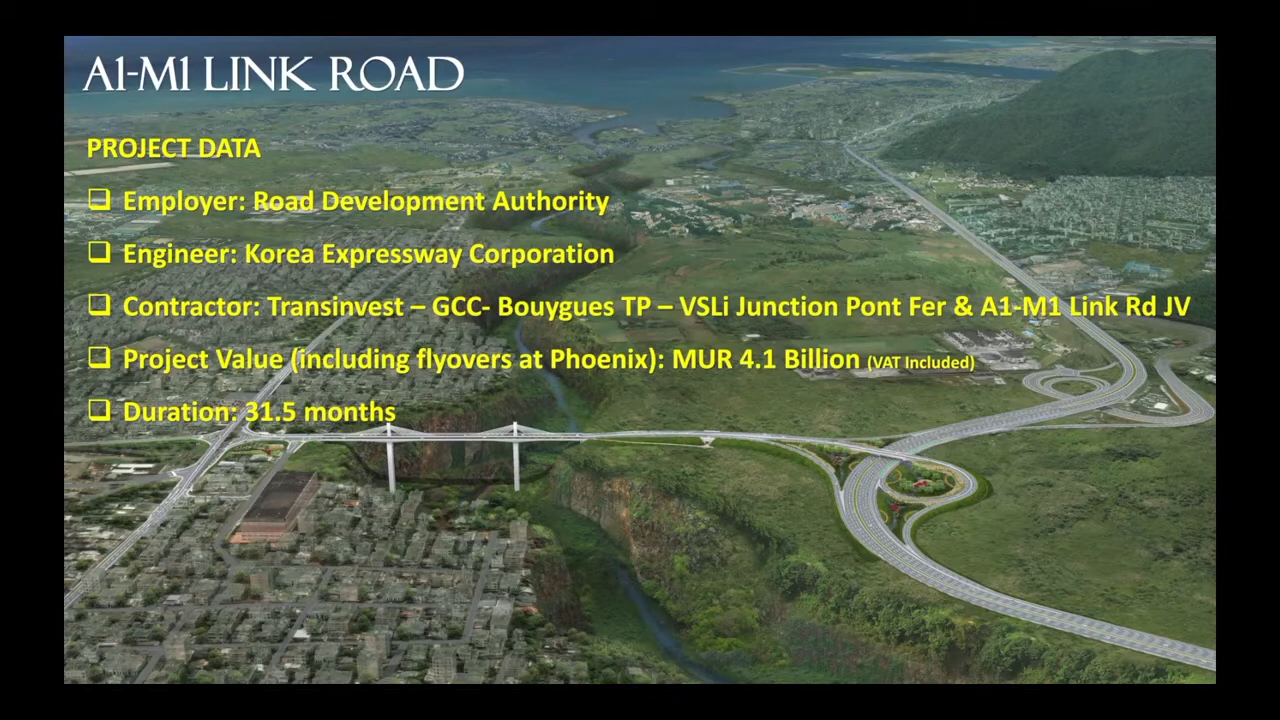 A1-M1 LINK ROAD
PROJECT DATA
Employer: Road Development Authority
Engineer: Korea Expressway Corporation
Contractor: Transinvest – GCC- Bouygues TP – VSLi Junction Pont Fer & A1-M1 Link Rd JV
Project Value (including flyovers at Phoenix): MUR 4.1 Billion (VAT Included)
Duration: 31.5 months